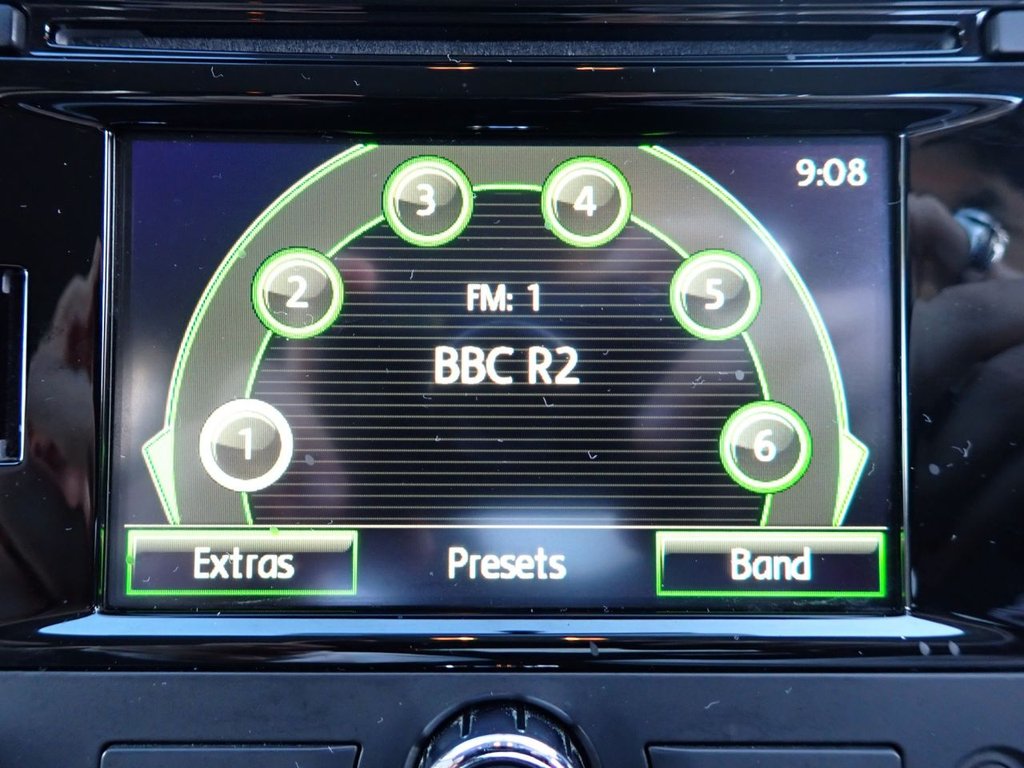 9:08
3 4
2 5
FM: 1
BBC R2
1 6
Extras Presets Band